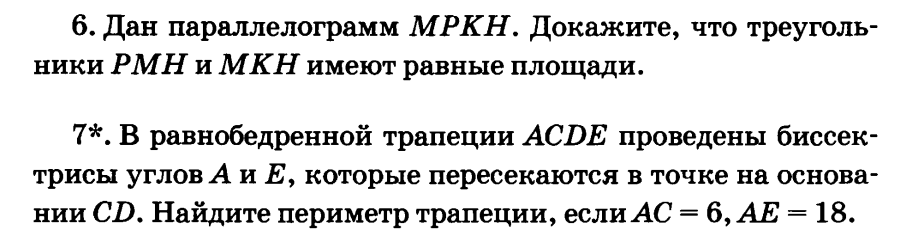 6. Дан параллелограмм MPKH. Докажите, что треуголь-
ники PMH и MKH имеют равные площади.
7*. В равнобедренной трапеции ACDE проведены биссек-
трисы углов A и E, которые пересекаются в точке на основа-
нии CD. Найдите периметр трапеции, если AC = 6, AE = 18.